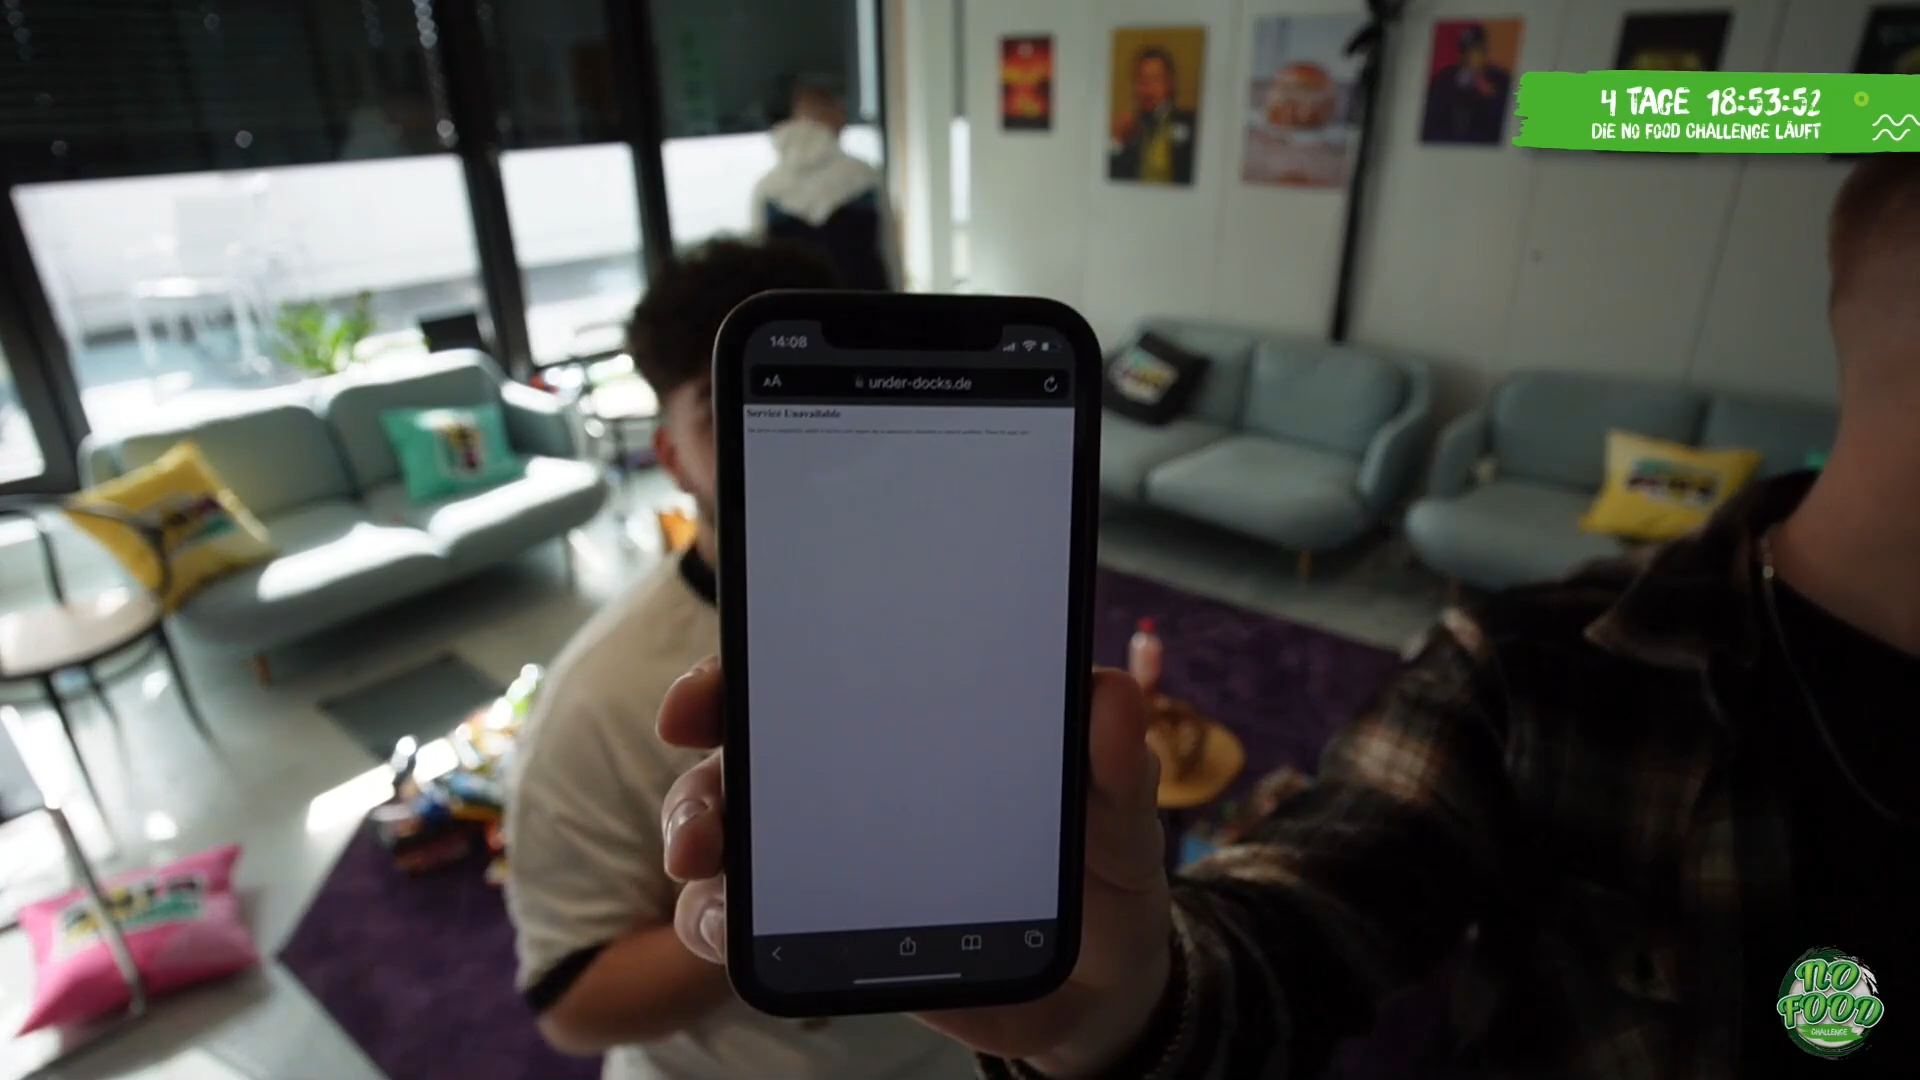 4 TAGE 18:53:52
DIE NO FOOD CHALLENGE LÄUFT
14:08
AA
under-docks.de
Service Unavailable
NO
FOOD
CHALLENGE